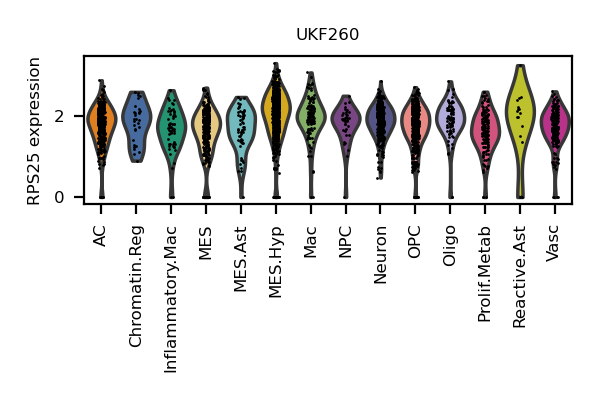 UKF260
RPS25 expression
2
0
AC
Chromatin.Reg
Inflammatory.Mac
MES
MES.Ast
MES.Hyp
Mac
NPC
Neuron
OPC
Oligo
Prolif.Metab
Reactive.Ast
Vasc